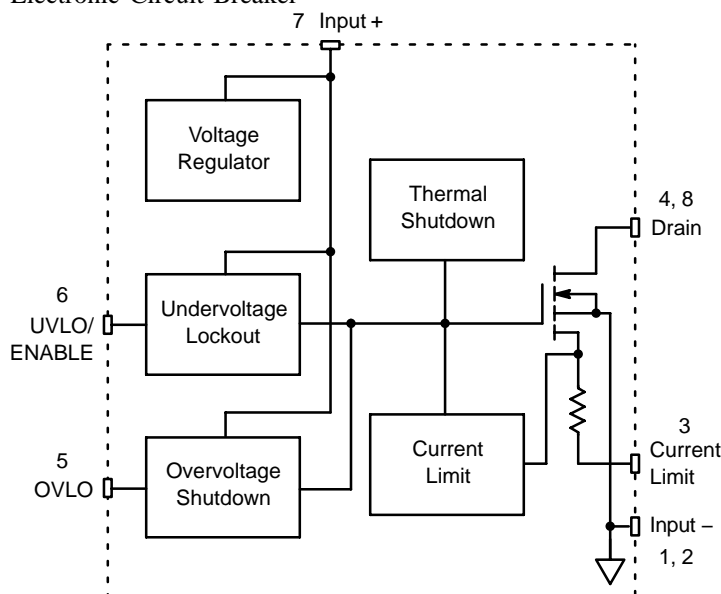 Electronic Circuit Breaker
7 Input +
Voltage
Regulator
Thermal
Shutdown
4, 8
Drain
6
UVLO/
ENABLE
Undervoltage
Lockout
5
OVLO
Overvoltage
Shutdown
Current
Limit
3
Current
Limit
Input –
1, 2